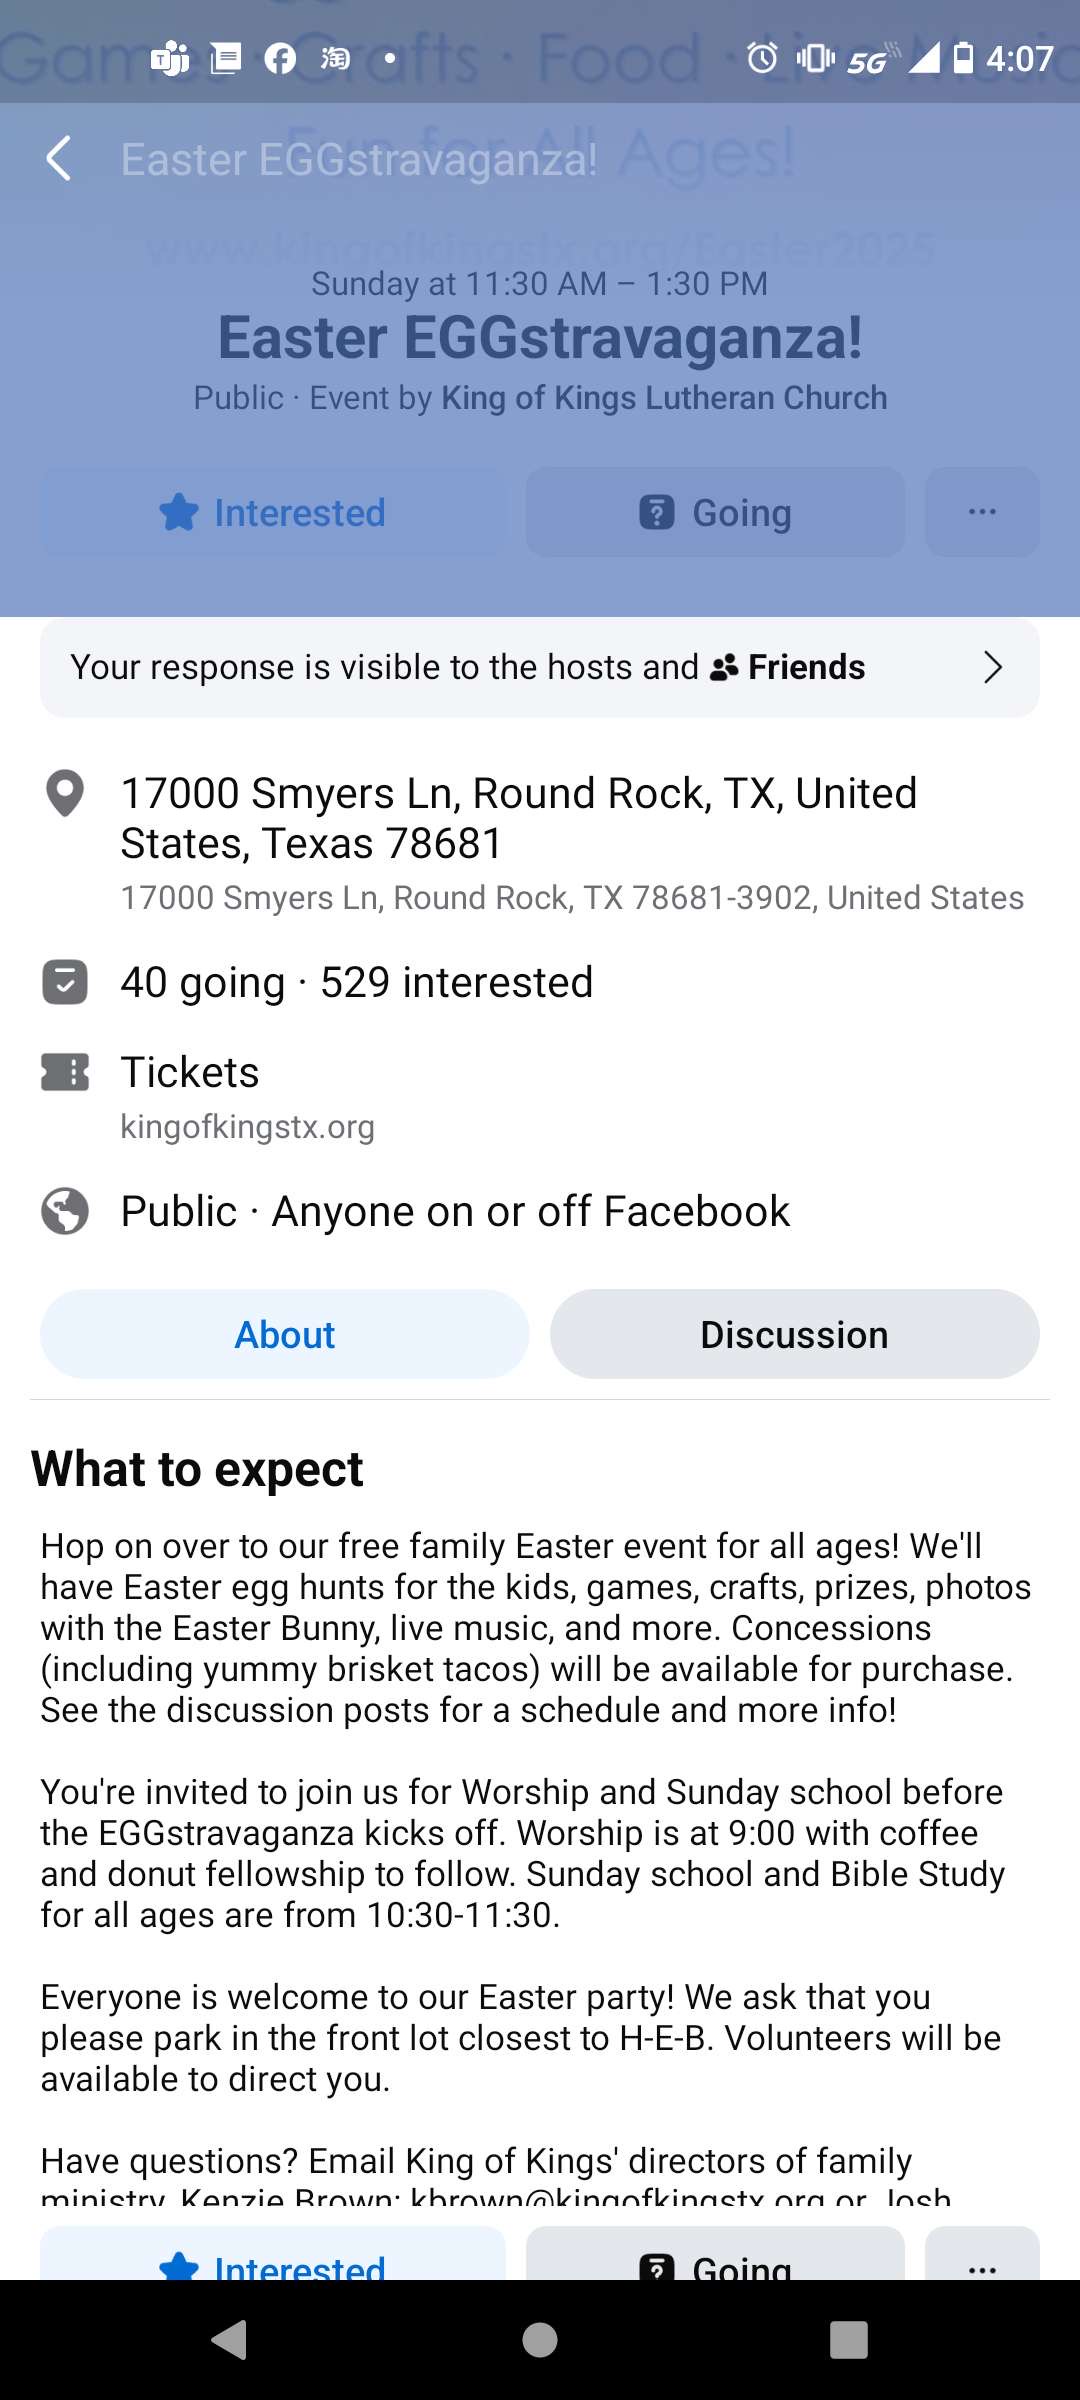 Games · Crafts · Food · Live Music
淘
5G
4:07
Fun for All Ages!
Easter EGGstravaganza!
www.kingofkingstx.org/Easter2025
Sunday at 11:30 AM – 1:30 PM
Easter EGGstravaganza!
Public · Event by King of Kings Lutheran Church
Interested
Going
Your response is visible to the hosts and Friends
17000 Smyers Ln, Round Rock, TX, United
States, Texas 78681
17000 Smyers Ln, Round Rock, TX 78681-3902, United States
40 going · 529 interested
Tickets
kingofkingstx.org
Public · Anyone on or off Facebook
About
Discussion
What to expect
Hop on over to our free family Easter event for all ages! We'll
have Easter egg hunts for the kids, games, crafts, prizes, photos
with the Easter Bunny, live music, and more. Concessions
(including yummy brisket tacos) will be available for purchase.
See the discussion posts for a schedule and more info!
You're invited to join us for Worship and Sunday school before
the EGGstravaganza kicks off. Worship is at 9:00 with coffee
and donut fellowship to follow. Sunday school and Bible Study
for all ages are from 10:30-11:30.
Everyone is welcome to our Easter party! We ask that you
please park in the front lot closest to H-E-B. Volunteers will be
available to direct you.
Have questions? Email King of Kings' directors of family
ministry, Kenzie Brown: kbrown@kingofkingstx.org or Josh
Interested
Going